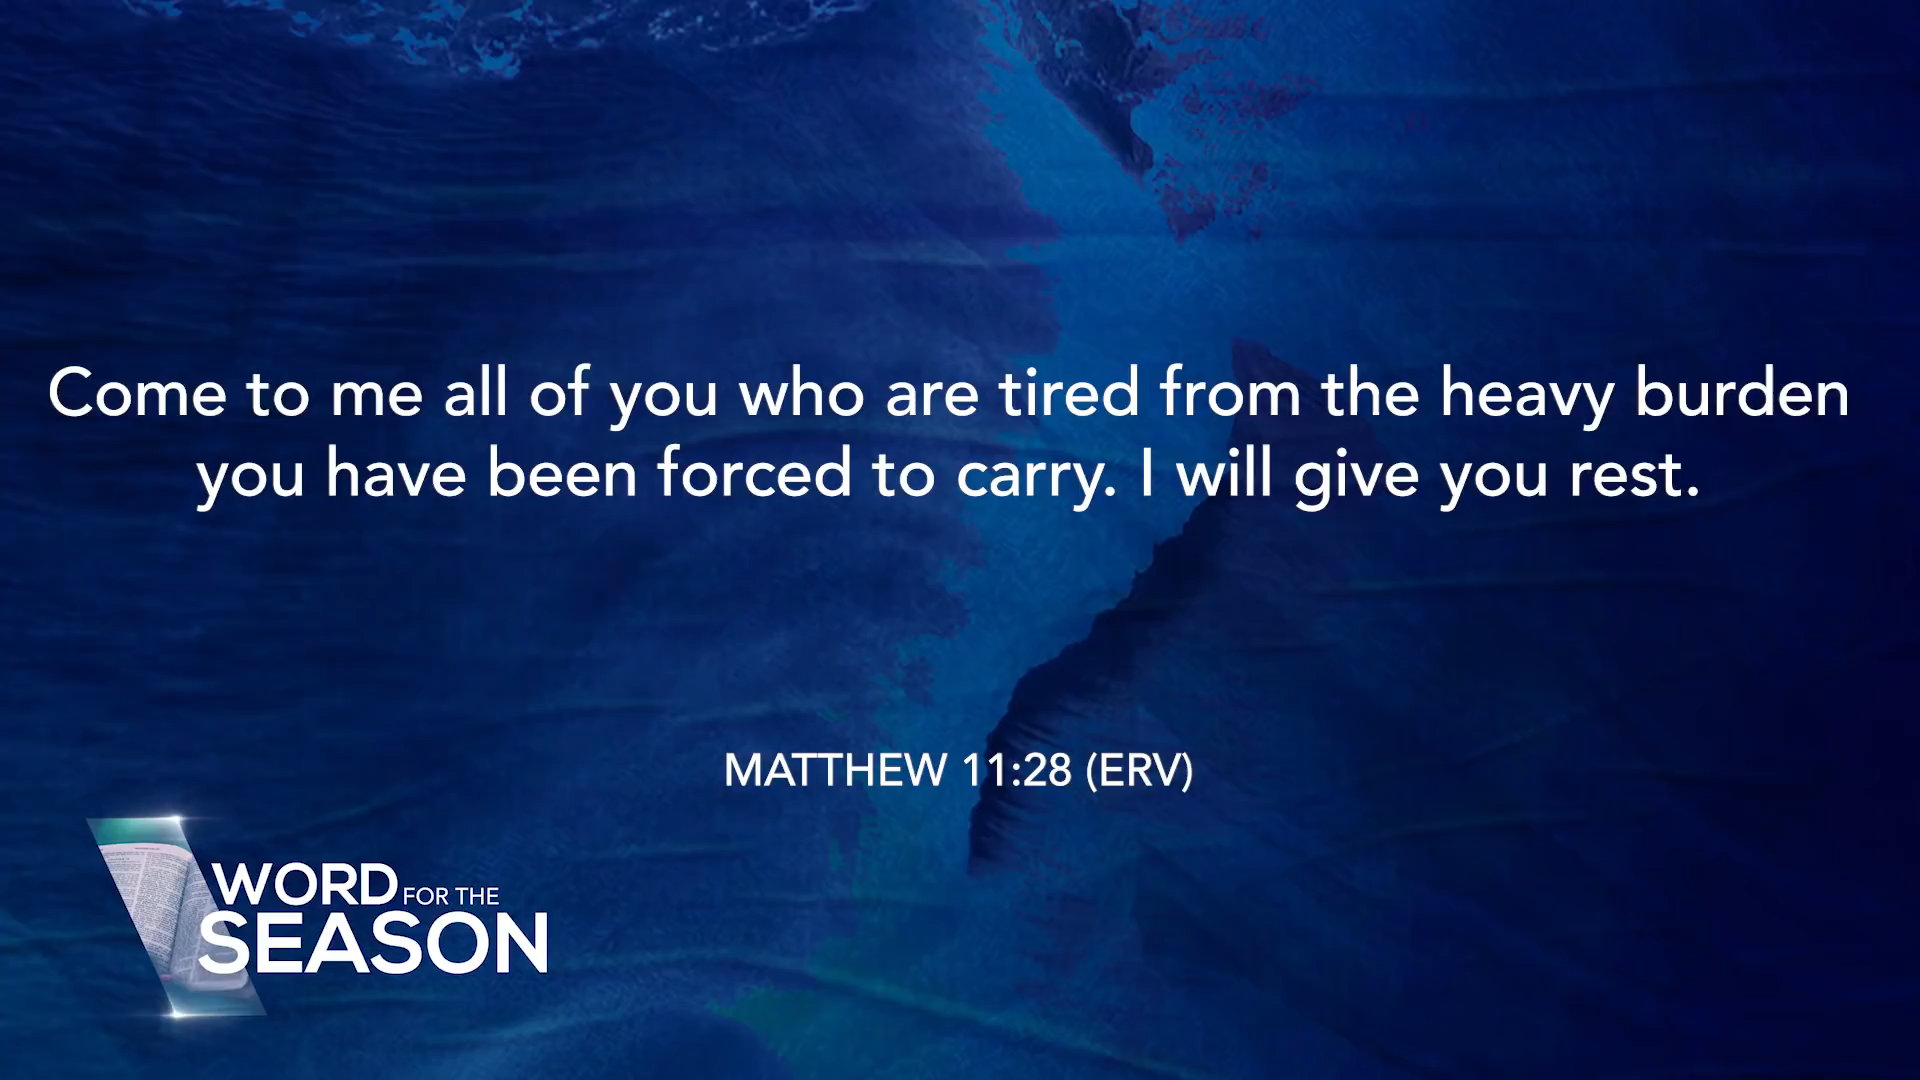 Come to me all of you who are tired from the heavy burden
you have been forced to carry. I will give you rest.
MATTHEW 11:28 (ERV)
WORD FOR THE
SEASON